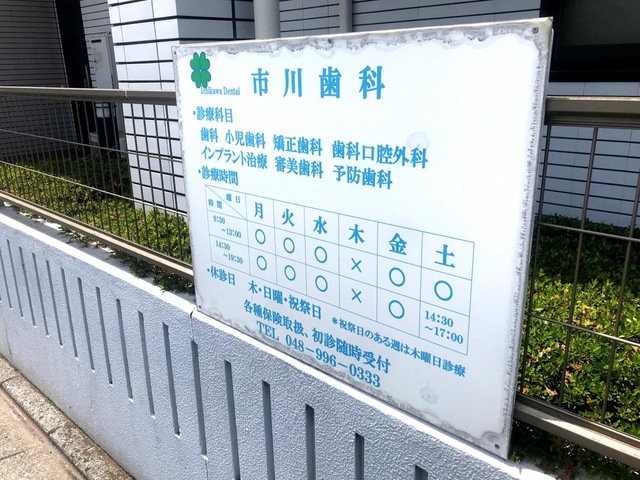 Ichikawa Dental
市川歯科
・診療科目
歯科 小児歯科 矯正歯科 歯科口腔外科
インプラント治療 審美歯科 予防歯科
・診療時間
時間 曜日 月 火 水 木 金 土
9:30～13:00 ○ ○ ○ × ○ ○
14:30～19:30 ○ ○ ○ × ○ 14:30～17:00
・休診日 木・日曜・祝祭日 *祝祭日のある週は木曜日診療
各種保険取扱、初診随時受付
TEL 048-996-0333